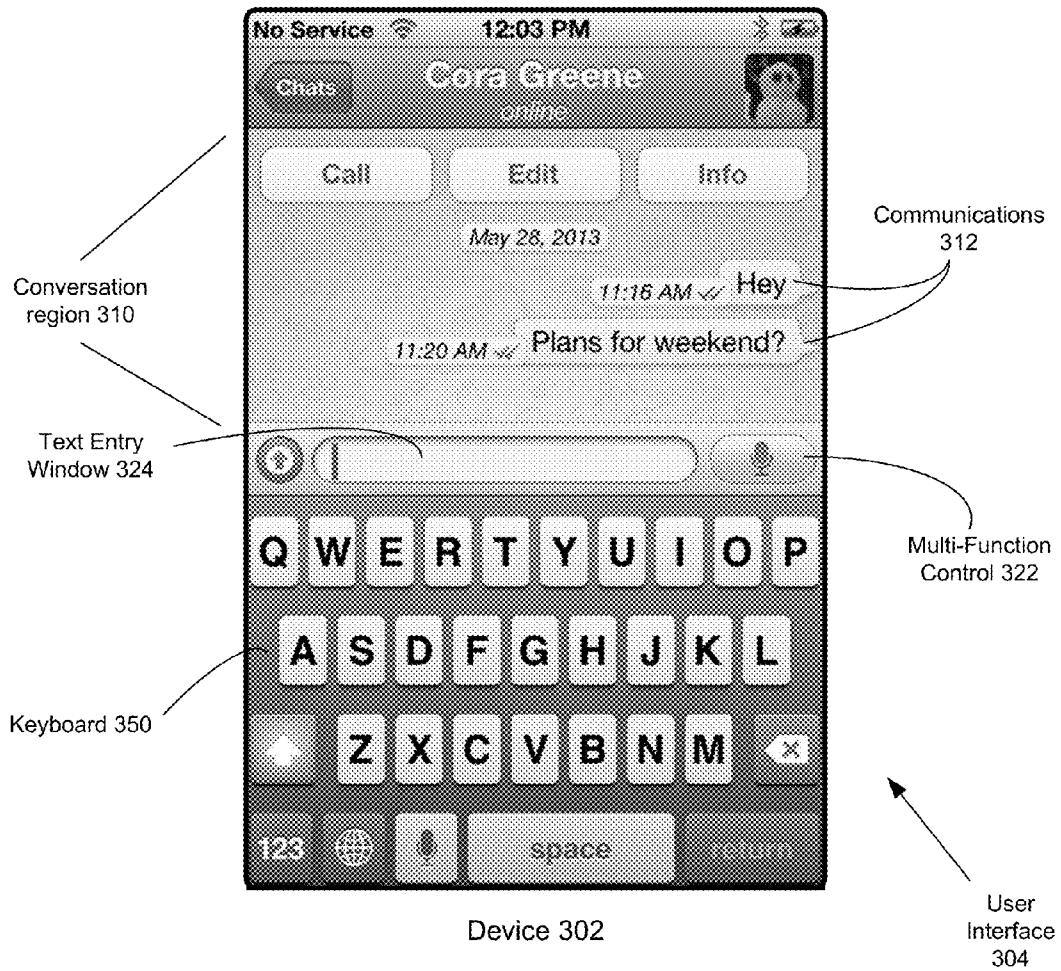 No Service 12:03 PM
Chats Cora Greene
online
Call Edit Info
May 28, 2013
11:16 AM Hey
11:20 AM Plans for weekend?
Communications
312
Conversation
region 310
Text Entry
Window 324
Multi-Function
Control 322
Q W E R T Y U I O P
A S D F G H J K L
Keyboard 350
Z X C V B N M
123 space return
User
Interface
304
Device 302